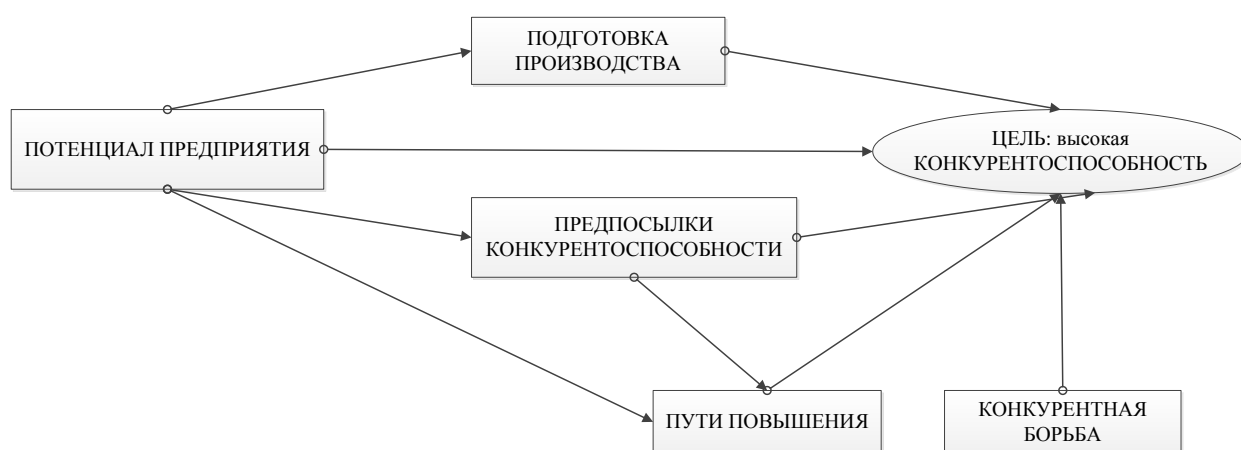 ПОДГОТОВКА
ПРОИЗВОДСТВА
ПОТЕНЦИАЛ ПРЕДПРИЯТИЯ
ЦЕЛЬ: высокая
КОНКУРЕНТОСПОСОБНОСТЬ
ПРЕДПОСЫЛКИ
КОНКУРЕНТОСПОСОБНОСТИ
ПУТИ ПОВЫШЕНИЯ
КОНКУРЕНТНАЯ
БОРЬБА